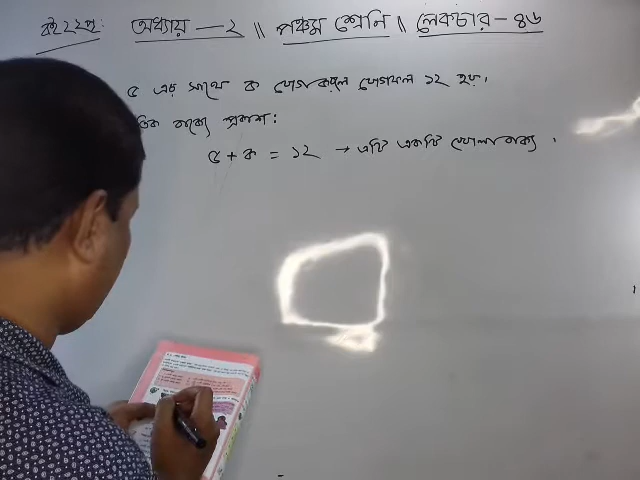 অধ্যায় — ২ || পঞ্চম শ্রেনি || লেকচার - ৪৬
৫ এর সাথে ক যোগ করলে যোগফল ১২ হয়।
বাক্যে প্রকাশ:
৫ + ক = ১২ → এটি একটি খোলা বাক্য।